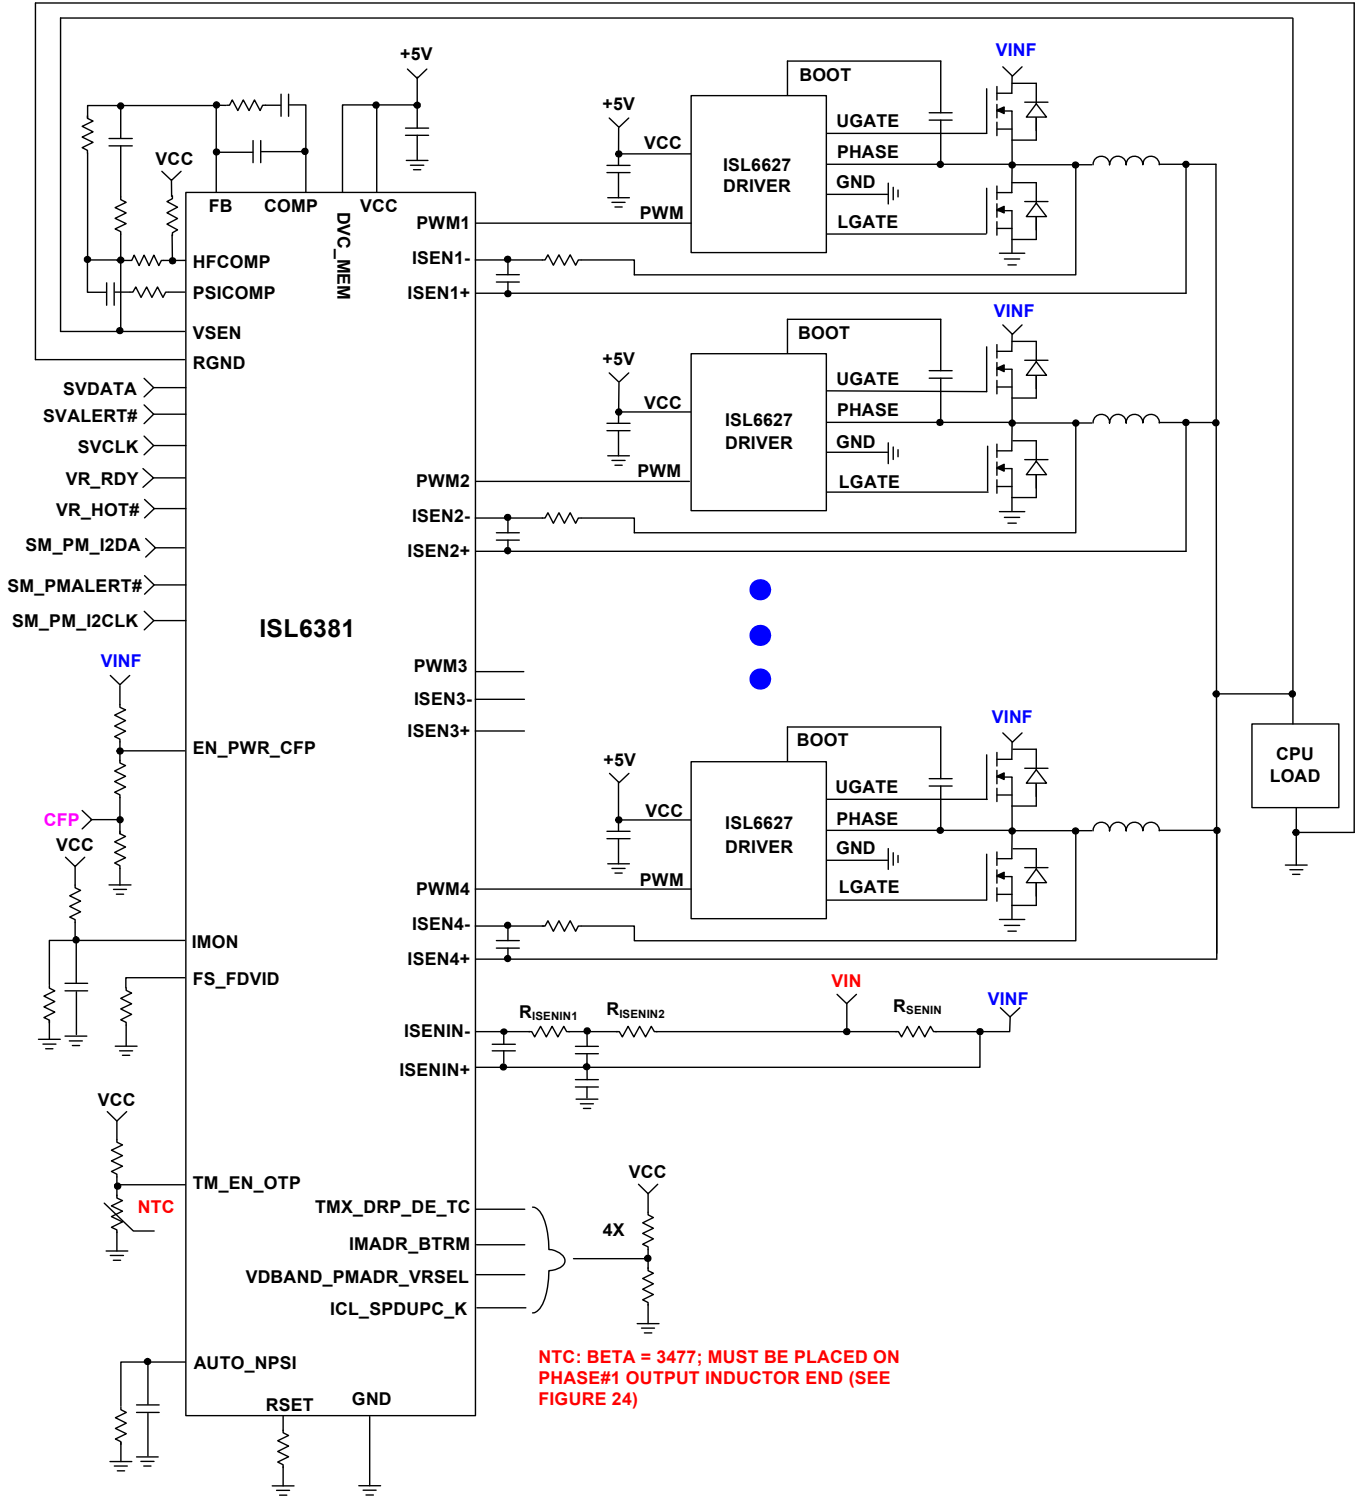 +5V
VCC
FB
COMP
DVC_MEM
VCC
HFCOMP
PSICOMP
VSEN
RGND
SVDATA
SVALERT#
SVCLK
VR_RDY
VR_HOT#
SM_PM_I2DA
SM_PMALERT#
SM_PM_I2CLK
ISL6381
VINF
EN_PWR_CFP
CFP
VCC
IMON
FS_FDVID
VCC
TM_EN_OTP
NTC
AUTO_NPSI
RSET
GND
PWM1
ISEN1-
ISEN1+
PWM2
ISEN2-
ISEN2+
PWM3
ISEN3-
ISEN3+
PWM4
ISEN4-
ISEN4+
ISENIN-
ISENIN+
TMX_DRP_DE_TC
IMADR_BTRM
VDBAND_PMADR_VRSEL
ICL_SPDUPC_K
+5V
VCC
PWM
ISL6627
DRIVER
BOOT
UGATE
PHASE
GND
LGATE
VINF
+5V
VCC
PWM
ISL6627
DRIVER
BOOT
UGATE
PHASE
GND
LGATE
VINF
+5V
VCC
PWM
ISL6627
DRIVER
BOOT
UGATE
PHASE
GND
LGATE
VINF
CPU
LOAD
RISENIN1
RISENIN2
VIN
RSENIN
VINF
VCC
4X
NTC: BETA = 3477; MUST BE PLACED ON
PHASE#1 OUTPUT INDUCTOR END (SEE
FIGURE 24)